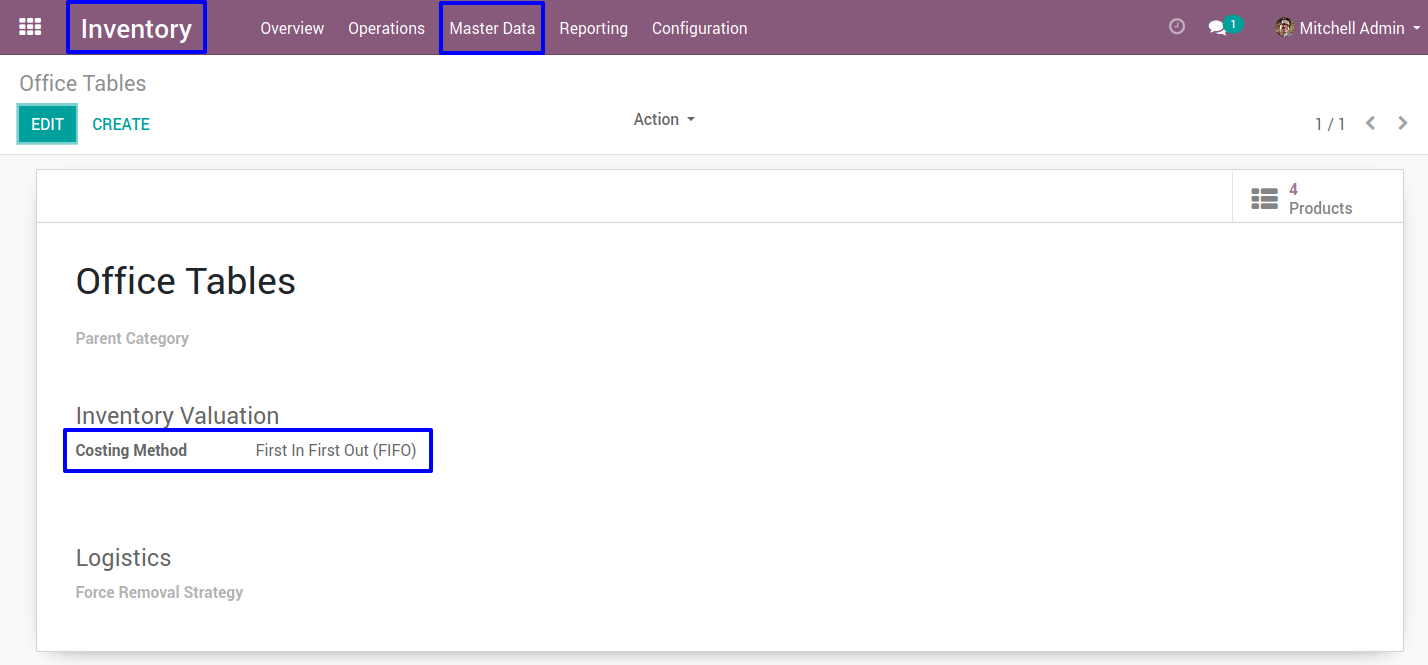 Inventory Overview Operations Master Data Reporting Configuration 1 Mitchell Admin
Office Tables
EDIT CREATE Action 1 / 1
4
Products
Office Tables
Parent Category
Inventory Valuation
Costing Method First In First Out (FIFO)
Logistics
Force Removal Strategy